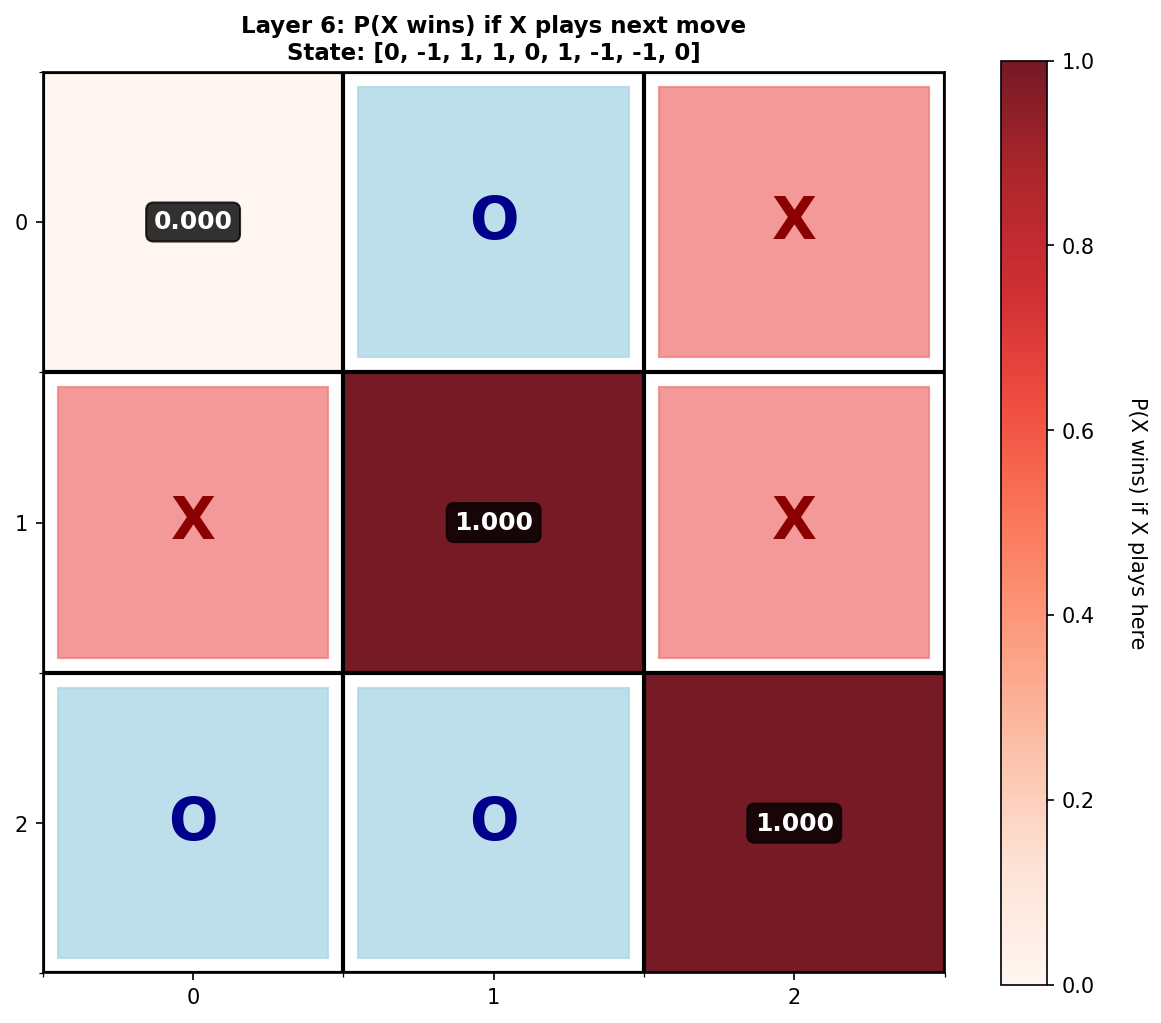 Layer 6: P(X wins) if X plays next move
State: [0, -1, 1, 1, 0, 1, -1, -1, 0]
0
0.000
O
X
1
X
1.000
X
2
O
O
1.000
0
1
2
1.0
0.8
0.6
0.4
0.2
0.0
P(X wins) if X plays here